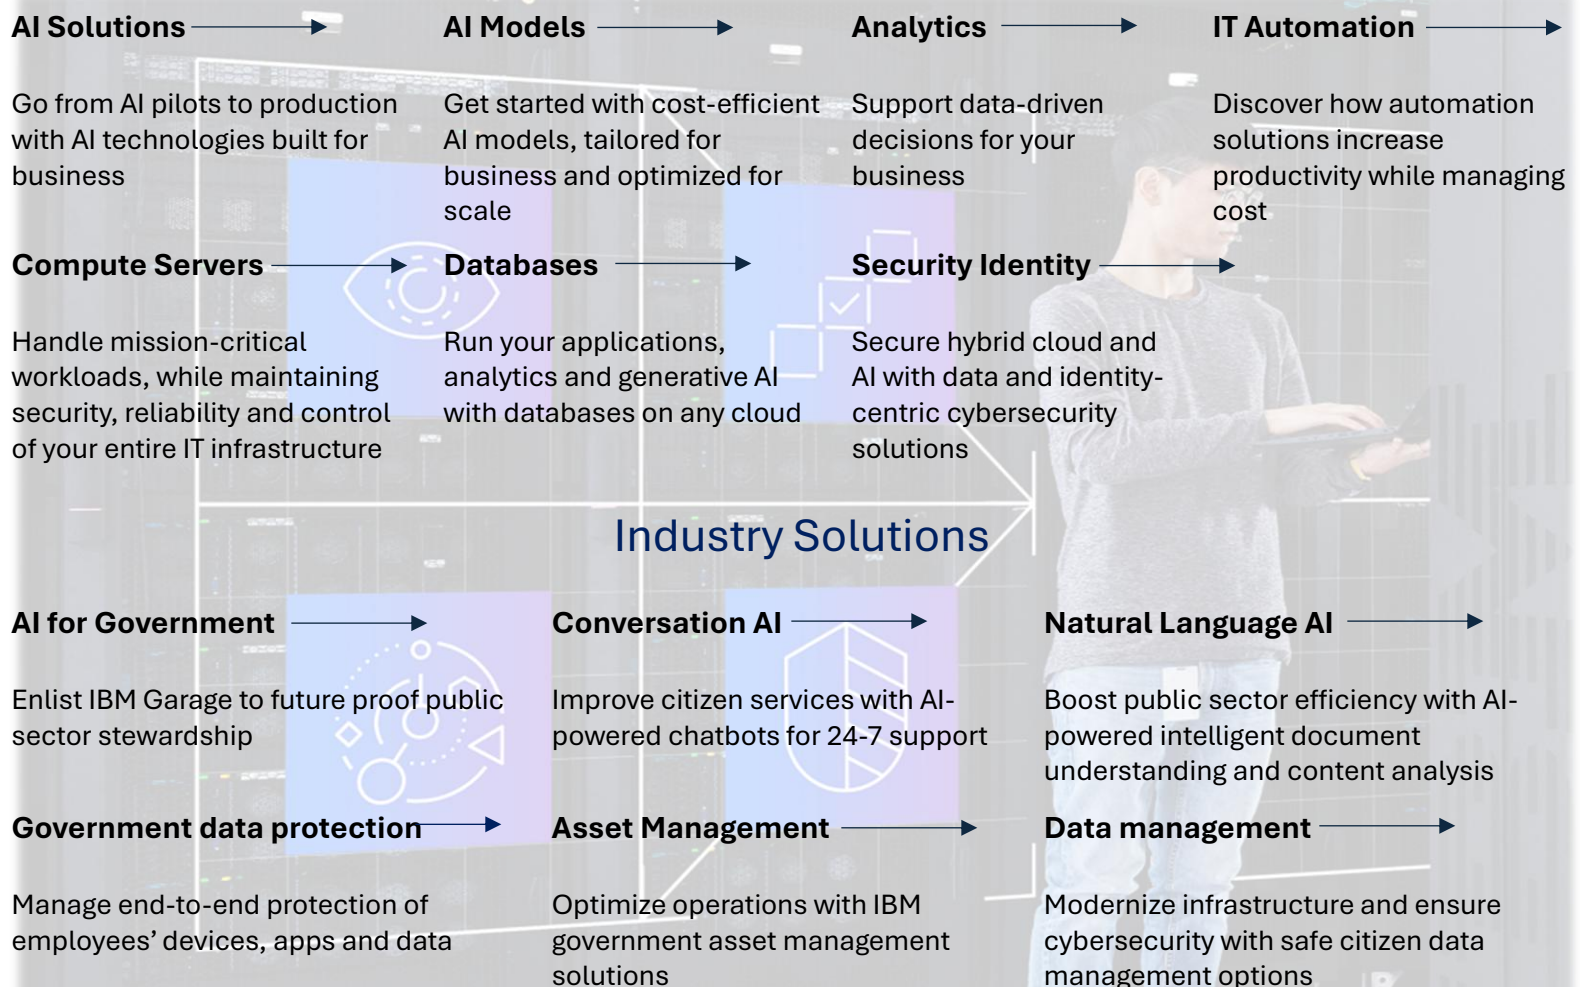 AI Solutions
Go from AI pilots to production
with AI technologies built for
business
AI Models
Get started with cost-efficient
AI models, tailored for
business and optimized for
scale
Analytics
Support data-driven
decisions for your
business
IT Automation
Discover how automation
solutions increase
productivity while managing
cost
Compute Servers
Handle mission-critical
workloads, while maintaining
security, reliability and control
of your entire IT infrastructure
Databases
Run your applications,
analytics and generative AI
with databases on any cloud
Security Identity
Secure hybrid cloud and
AI with data and identity-
centric cybersecurity
solutions
Industry Solutions
AI for Government
Enlist IBM Garage to future proof public
sector stewardship
Conversation AI
Improve citizen services with AI-
powered chatbots for 24-7 support
Natural Language AI
Boost public sector efficiency with AI-
powered intelligent document
understanding and content analysis
Government data protection
Manage end-to-end protection of
employees’ devices, apps and data
Asset Management
Optimize operations with IBM
government asset management
solutions
Data management
Modernize infrastructure and ensure
cybersecurity with safe citizen data
management options